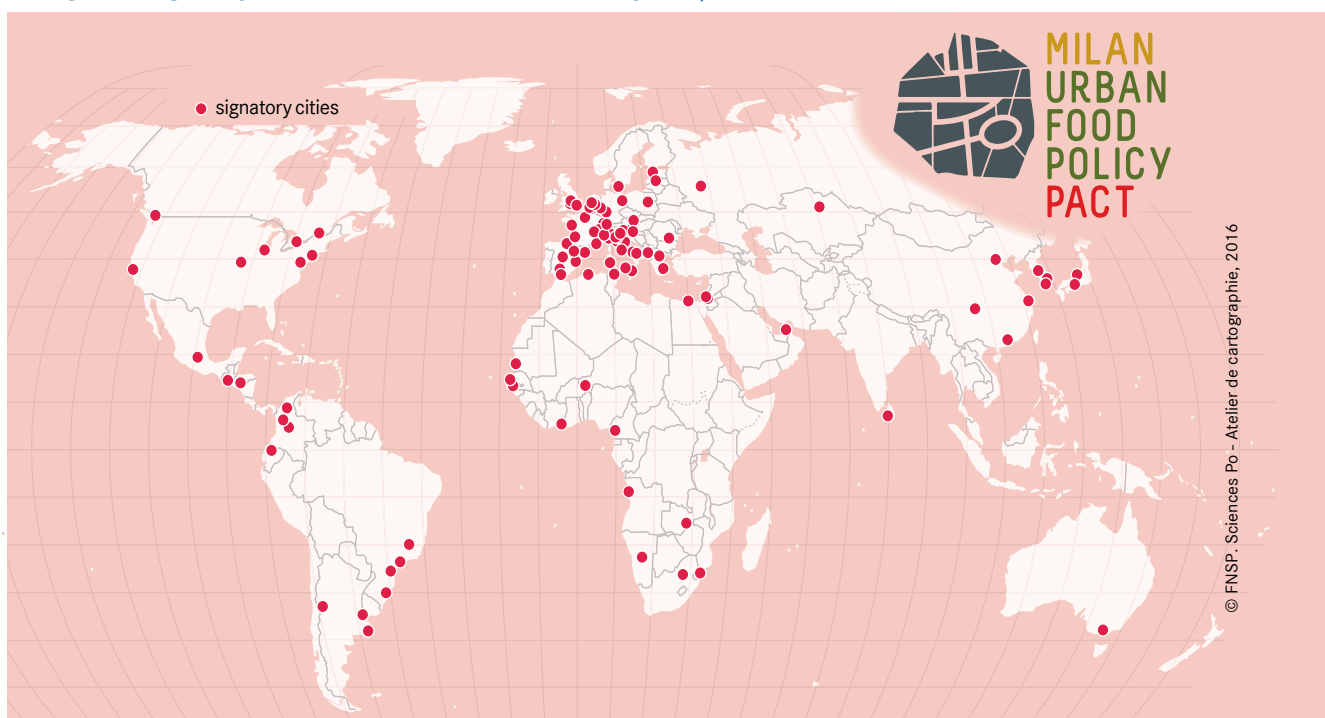 signatory cities
MILAN
URBAN
FOOD
POLICY
PACT
© FNSP. Sciences Po - Atelier de cartographie, 2016